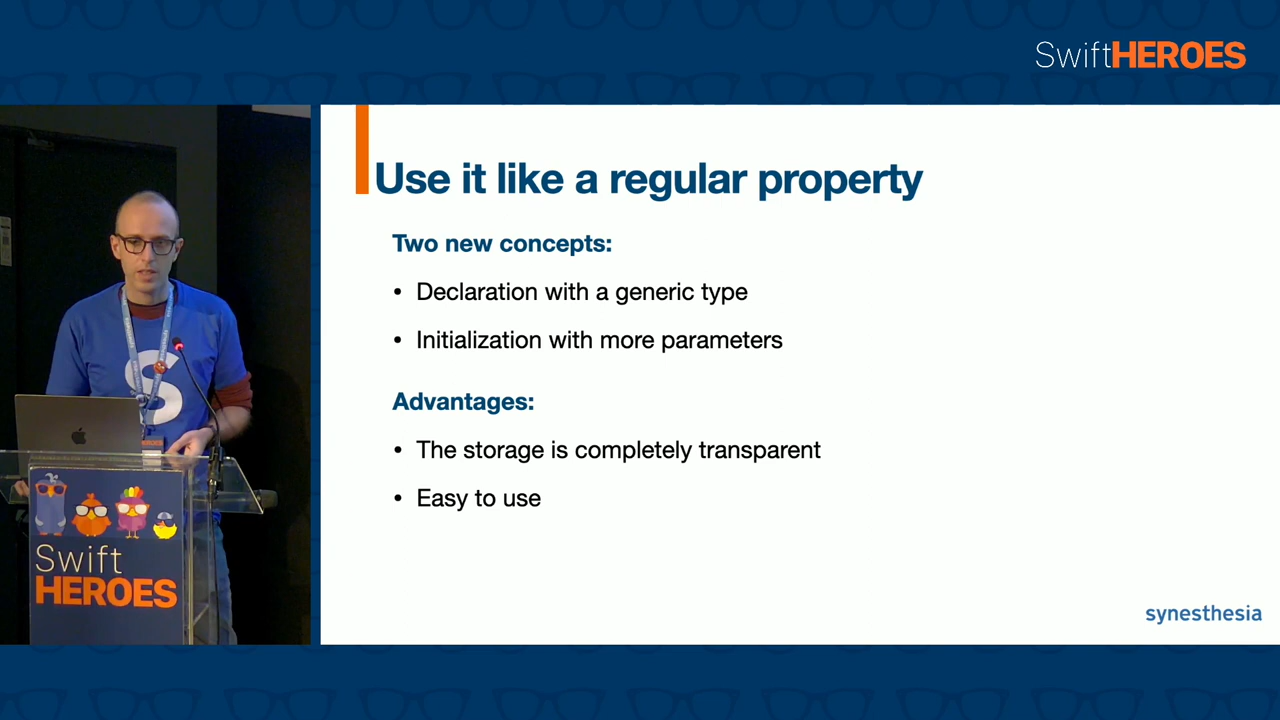 SwiftHEROES
Use it like a regular property
Two new concepts:
• Declaration with a generic type
• Initialization with more parameters
Advantages:
• The storage is completely transparent
• Easy to use
S
Swift
HEROES
synesthesia